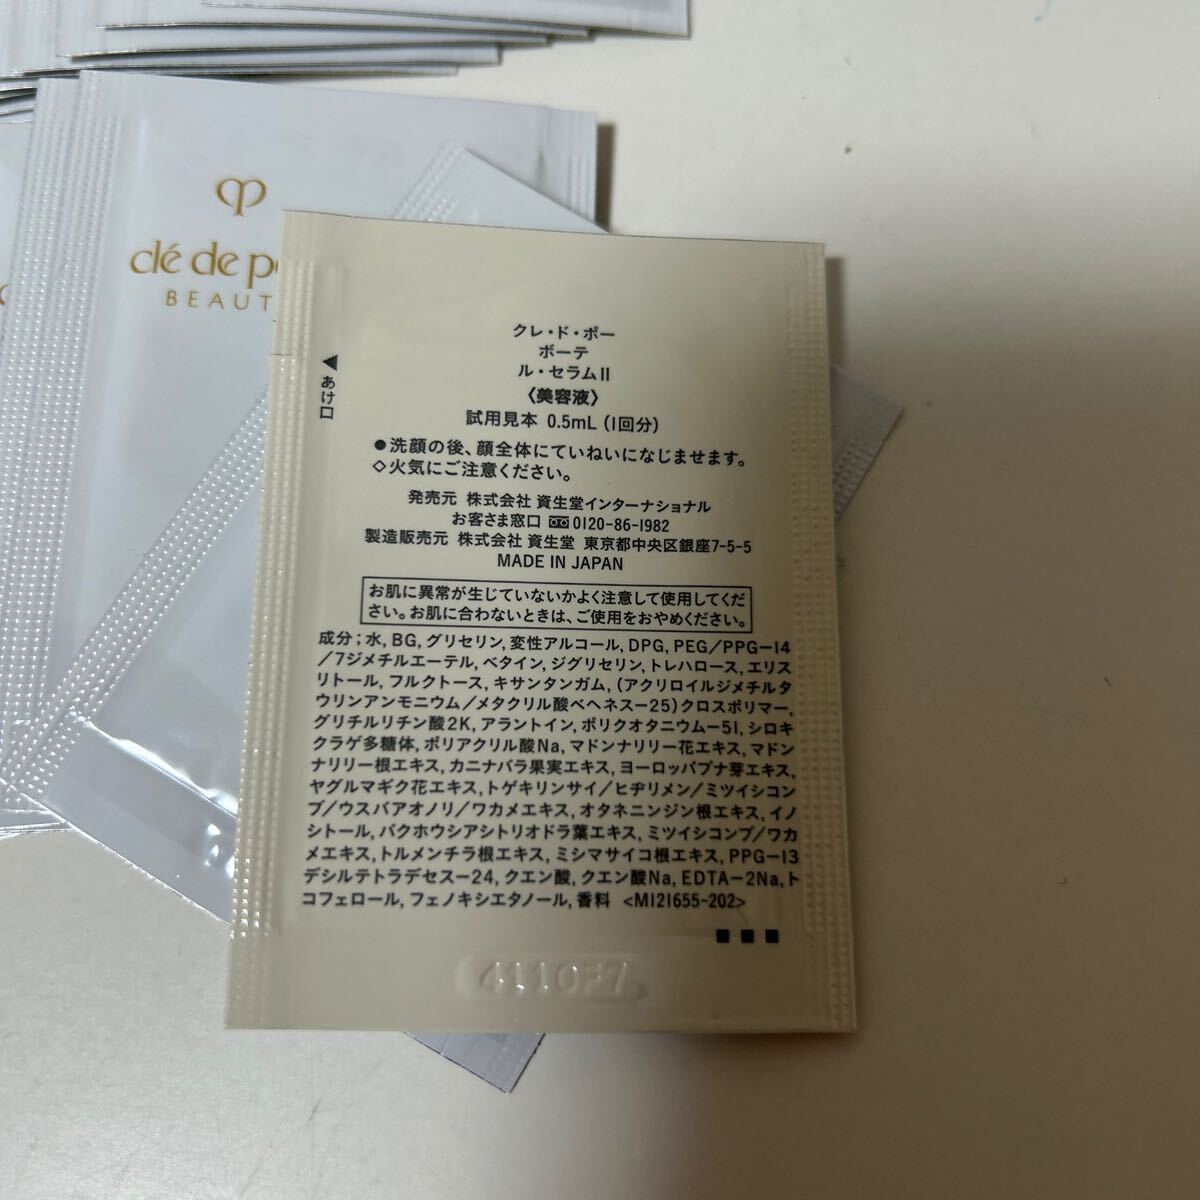 clé de p
BEAUT
クレ・ド・ポー
ボーテ
ル・セラムII
〈美容液〉
試用見本 0.5mL (1回分)
◀あけ口
●洗顔の後、顔全体にていねいになじませます。
◇火気にご注意ください。
発売元 株式会社 資生堂インターナショナル
お客さま窓口 0120-86-1982
製造販売元 株式会社 資生堂 東京都中央区銀座7-5-5
MADE IN JAPAN
お肌に異常が生じていないかよく注意して使用してくだ
さい。お肌に合わないときは、ご使用をおやめください。
成分；水, BG, グリセリン, 変性アルコール, DPG, PEG／PPG－14
／7ジメチルエーテル, ベタイン, ジグリセリン, トレハロース, エリス
リトール, フルクトース, キサンタンガム, (アクリロイルジメチルタ
ウリンアンモニウム／メタクリル酸ベヘネス－25)クロスポリマー,
グリチルリチン酸2K, アラントイン, ポリクオタニウム－51, シロキ
クラゲ多糖体, ポリアクリル酸Na, マドンナリリー花エキス, マドン
ナリリー根エキス, カニナバラ果実エキス, ヨーロッパブナ芽エキス,
ヤグルマギク花エキス, トゲキリンサイ／ヒヂリメン／ミツイシコン
ブ／ウスバアオノリ／ワカメエキス, オタネニンジン根エキス, イノ
シトール, バクホウシアシトリオドラ葉エキス, ミツイシコンブ／ワカ
メエキス, トルメンチラ根エキス, ミシマサイコ根エキス, PPG－13
デシルテトラデセス－24, クエン酸, クエン酸Na, EDTA－2Na, ト
コフェロール, フェノキシエタノール, 香料 <M121655-202>
4110F7